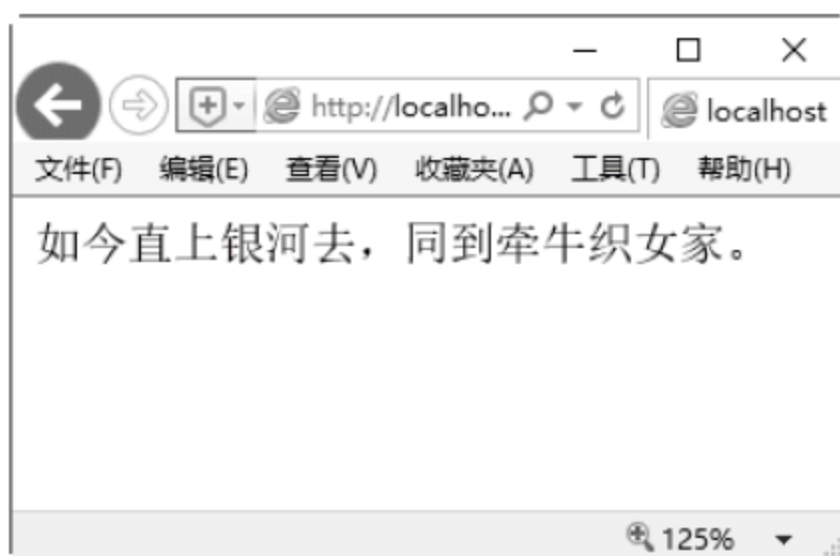 http://localho...
localhost
文件(F) 编辑(E) 查看(V) 收藏夹(A) 工具(T) 帮助(H)
如今直上银河去，同到牵牛织女家。
125%